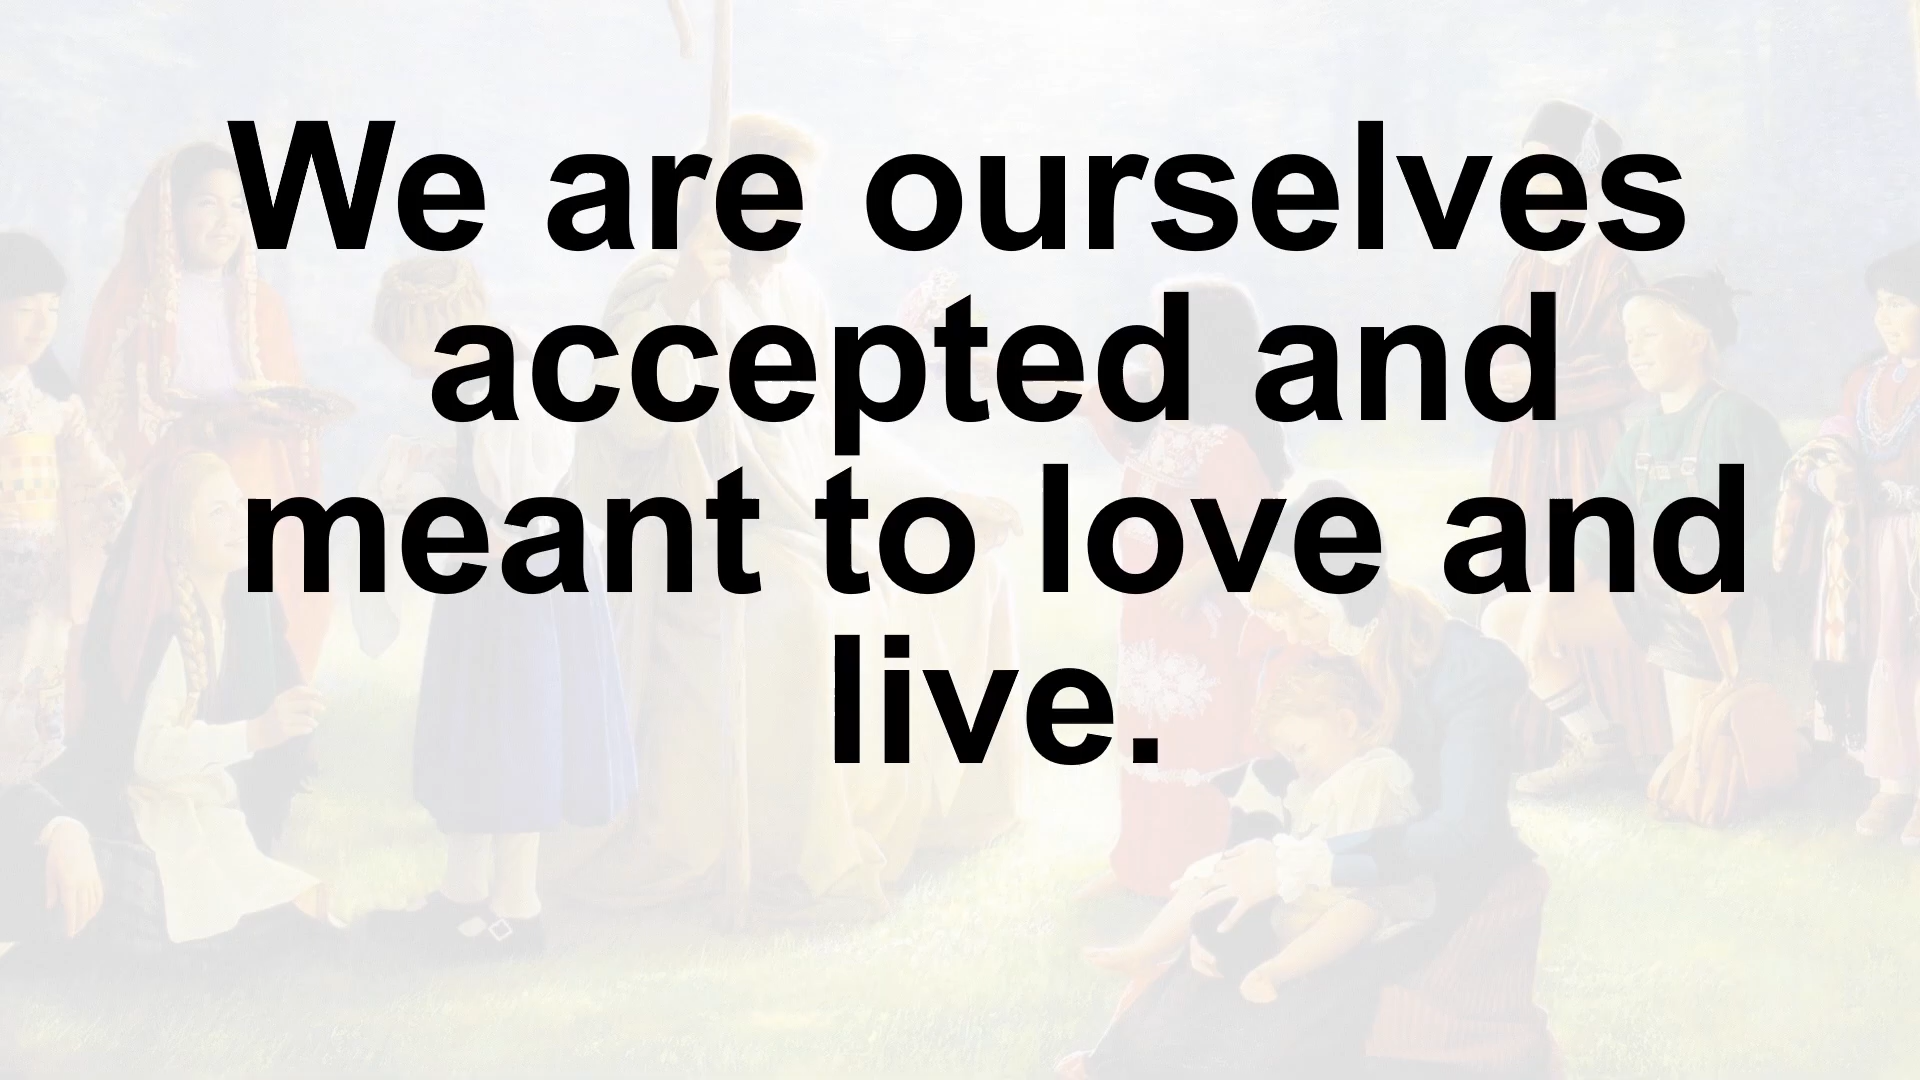 We are ourselves
accepted and
meant to love and
live.